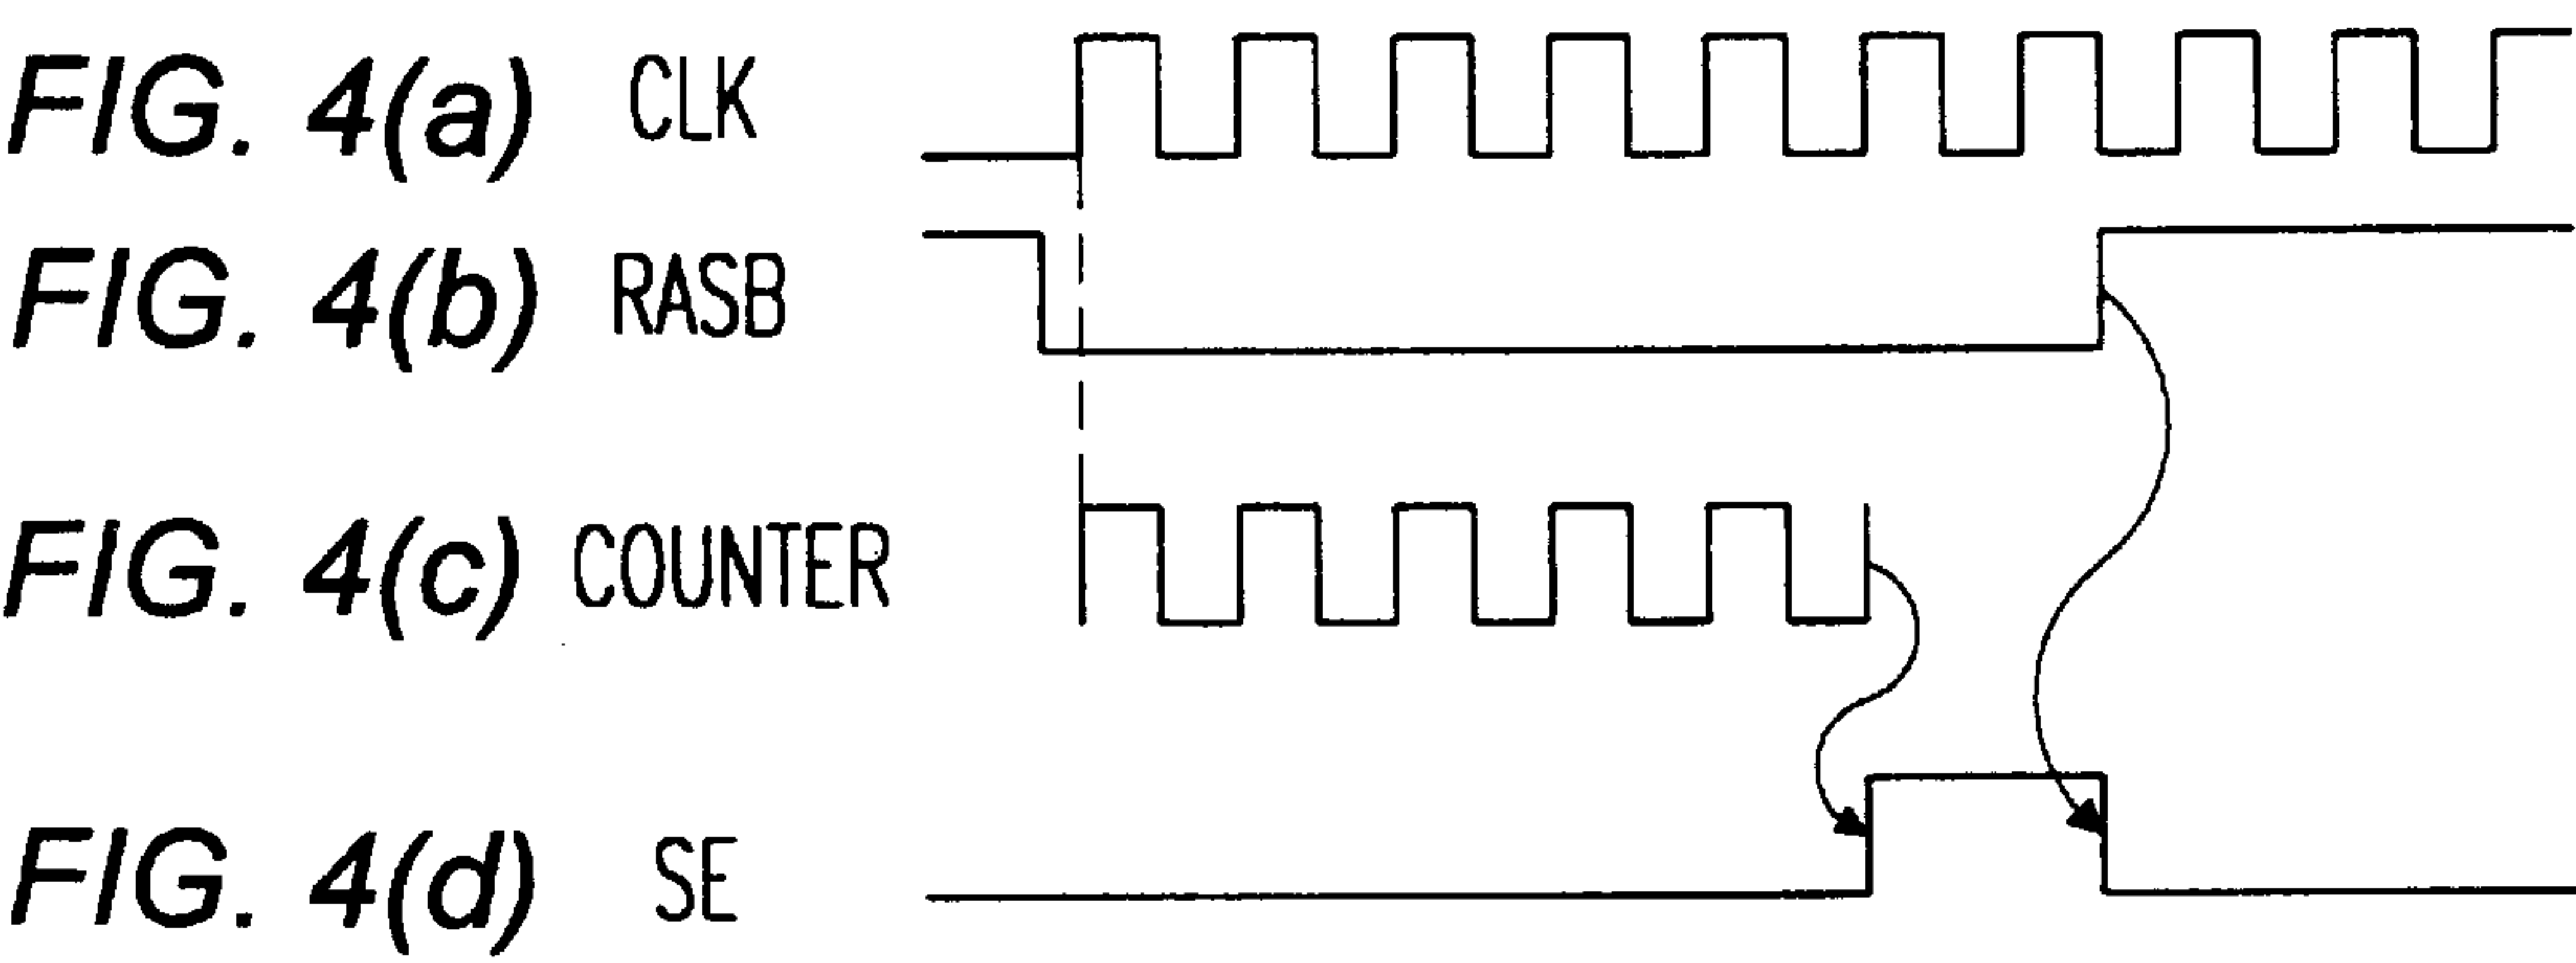 FIG. 4(a) CLK
FIG. 4(b) RASB
FIG. 4(c) COUNTER
FIG. 4(d) SE